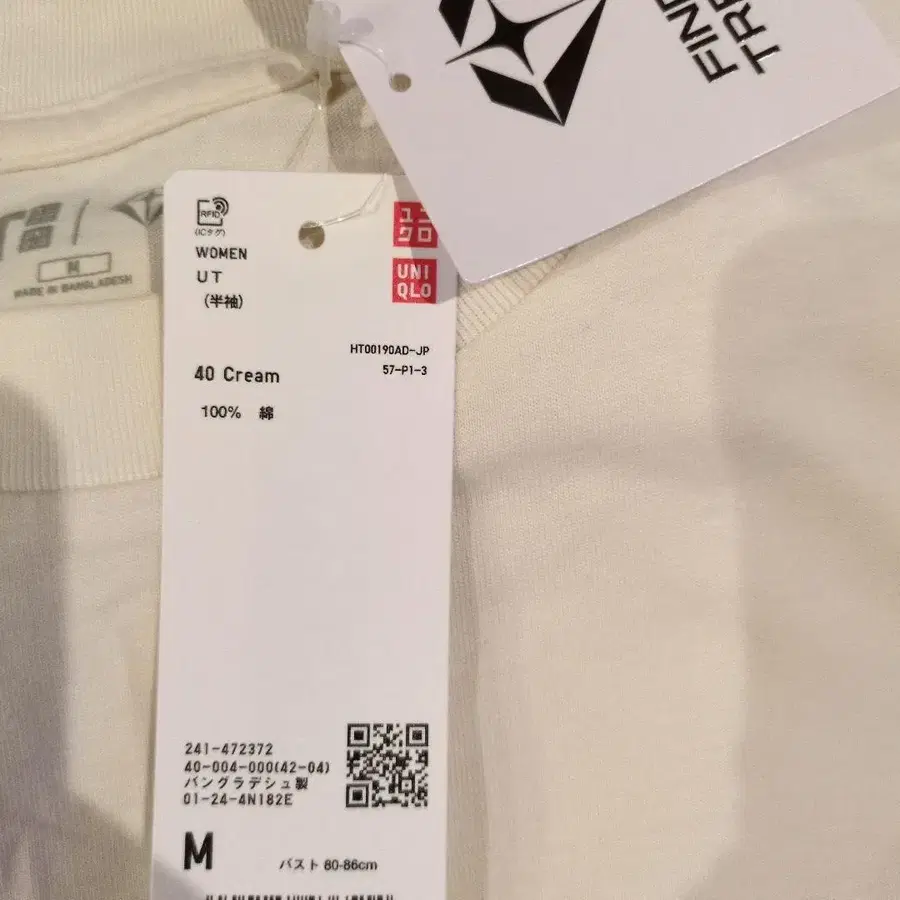 FINE
RFID
(ICタグ)
WOMEN
UT
(半袖)
ユニ
クロ
UNI
QLO
M
MADE IN BANGLADESH
HT00190AD-JP
57-P1-3
40 Cream
100% 綿
241-472372
40-004-000(42-04)
バングラデシュ製
01-24-4N182E
M
バスト 80-86cm